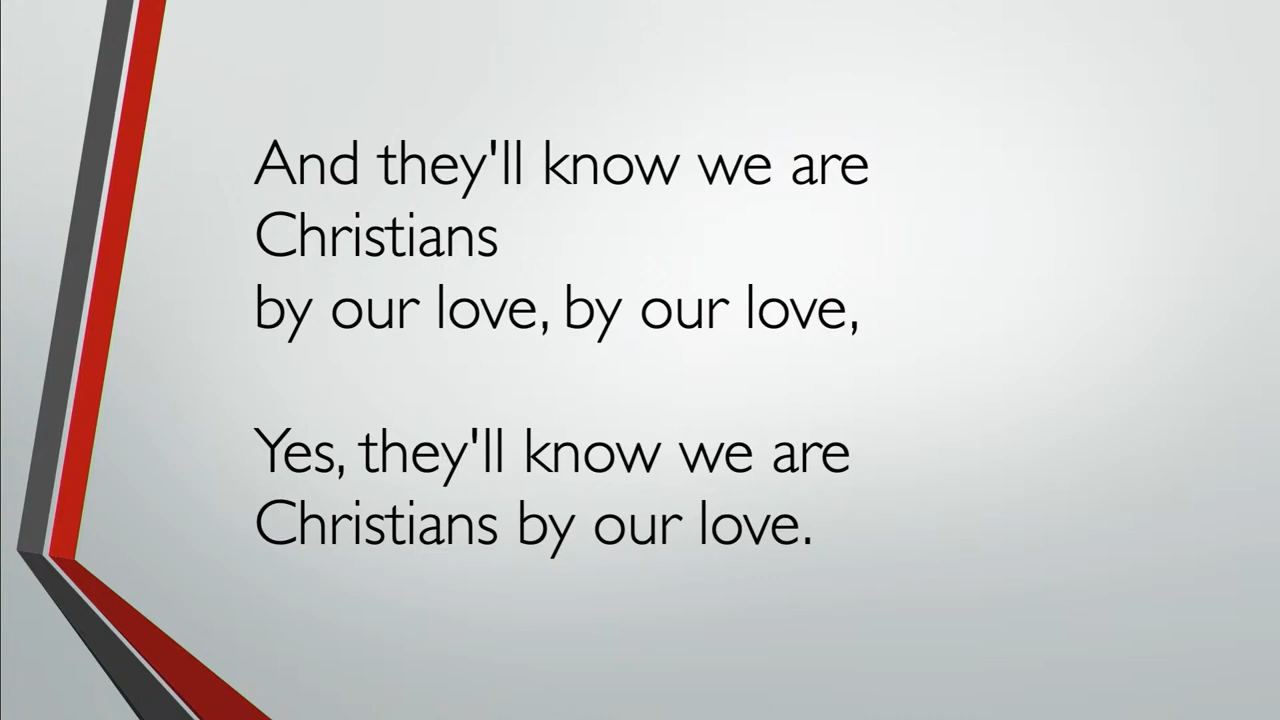 And they'll know we are
Christians
by our love, by our love,
Yes, they'll know we are
Christians by our love.